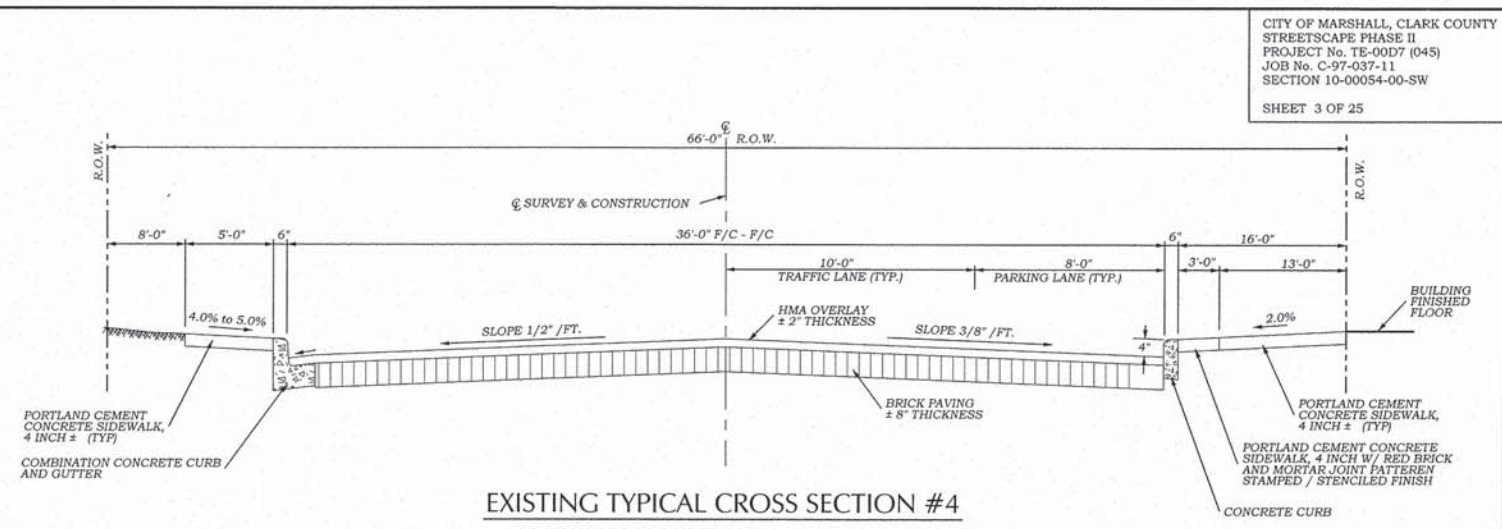 CITY OF MARSHALL, CLARK COUNTY
STREETSCAPE PHASE II
PROJECT No. TE-00D7 (045)
JOB No. C-97-037-11
SECTION 10-00054-00-SW
SHEET 3 OF 25
℄
66'-0" R.O.W.
R.O.W.
R.O.W.
℄ SURVEY & CONSTRUCTION
8'-0"
5'-0"
6"
36'-0" F/C - F/C
6"
16'-0"
10'-0"
TRAFFIC LANE (TYP.)
8'-0"
PARKING LANE (TYP.)
3'-0"
13'-0"
BUILDING
FINISHED
FLOOR
4.0% to 5.0%
SLOPE 1/2" /FT.
HMA OVERLAY
± 2" THICKNESS
SLOPE 3/8" /FT.
4"
2.0%
PORTLAND CEMENT
CONCRETE SIDEWALK,
4 INCH ± (TYP)
COMBINATION CONCRETE CURB
AND GUTTER
BRICK PAVING
± 8" THICKNESS
PORTLAND CEMENT
CONCRETE SIDEWALK,
4 INCH ± (TYP)
PORTLAND CEMENT CONCRETE
SIDEWALK, 4 INCH W/ RED BRICK
AND MORTAR JOINT PATTEREN
STAMPED / STENCILED FINISH
CONCRETE CURB
EXISTING TYPICAL CROSS SECTION #4